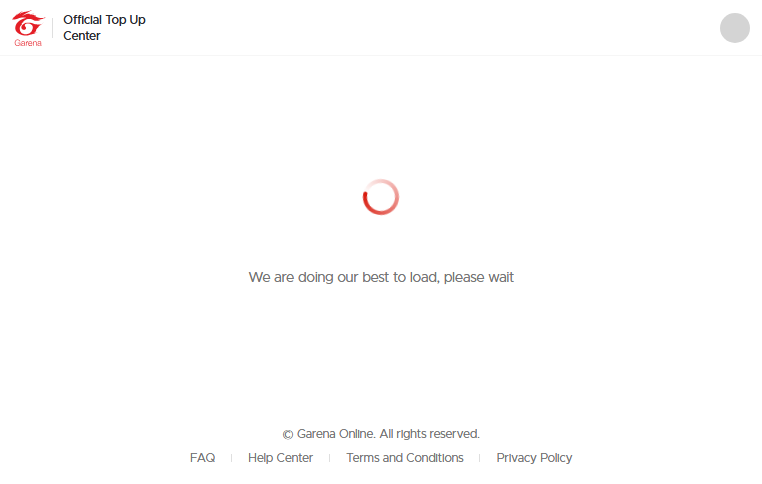 Garena
Official Top Up
Center
We are doing our best to load, please wait
© Garena Online. All rights reserved.
FAQ
Help Center
Terms and Conditions
Privacy Policy